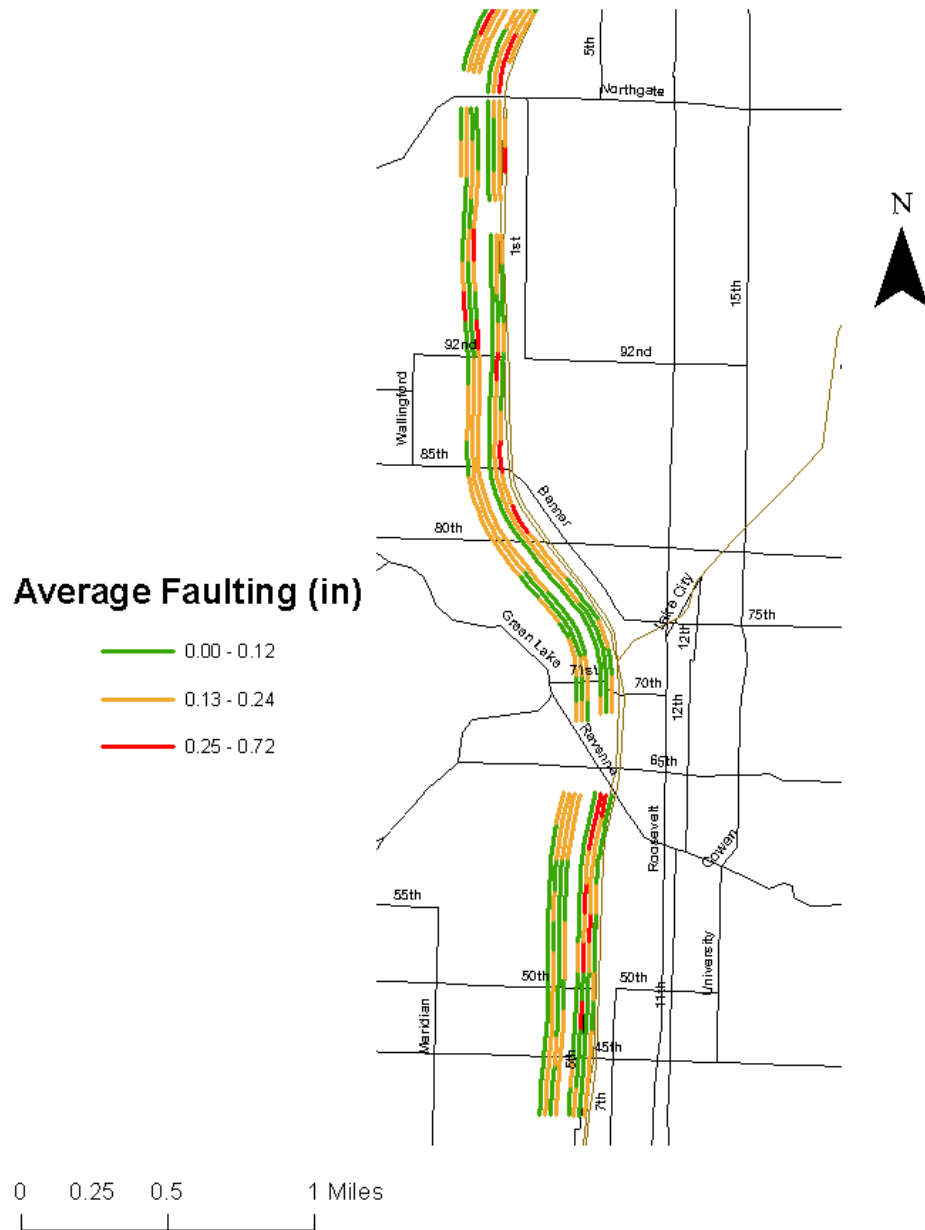 5th
Northgate
N
1st
15th
92nd
92nd
Wallingford
85th
Banner
80th
Average Faulting (in)
Lake City
75th
12th
Green Lake
0.00 - 0.12
71st
70th
0.13 - 0.24
12th
Ravenna
0.25 - 0.72
65th
Roosevelt
Cowen
55th
University
50th
50th
11th
Meridian
45th
5th
7th
0 0.25 0.5 1 Miles